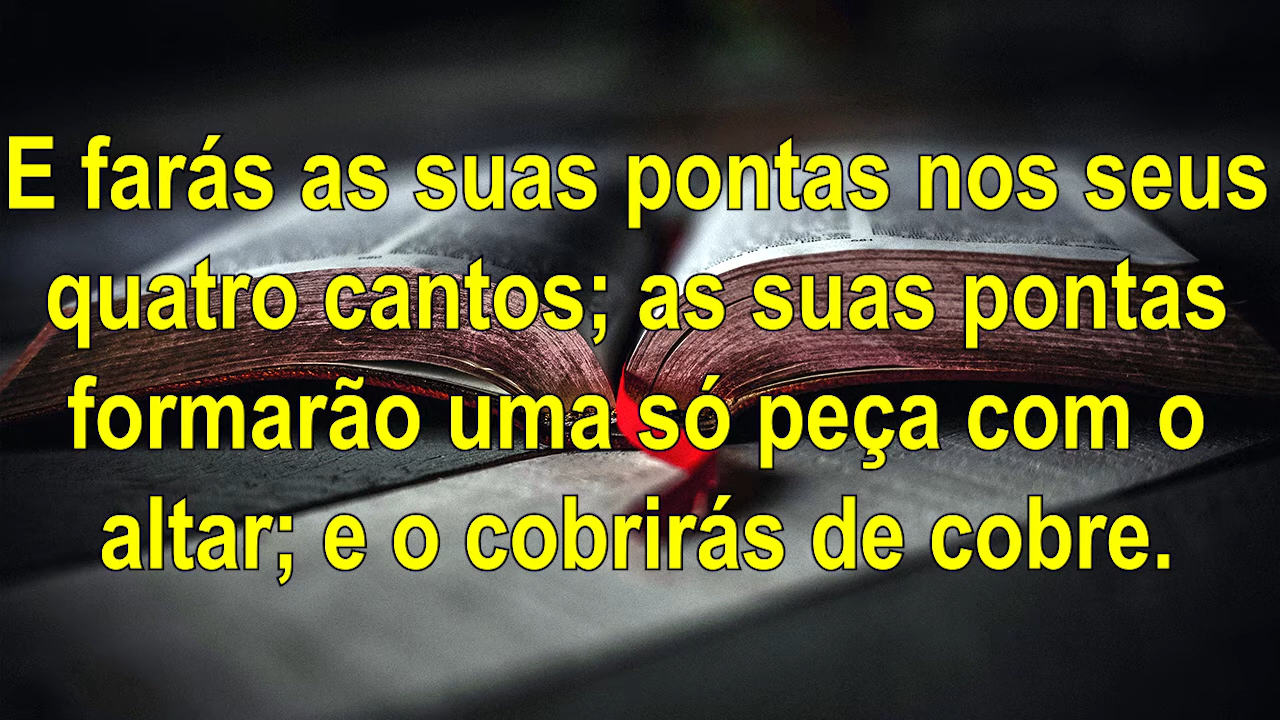 E farás as suas pontas nos seus
quatro cantos; as suas pontas
formarão uma só peça com o
altar; e o cobrirás de cobre.